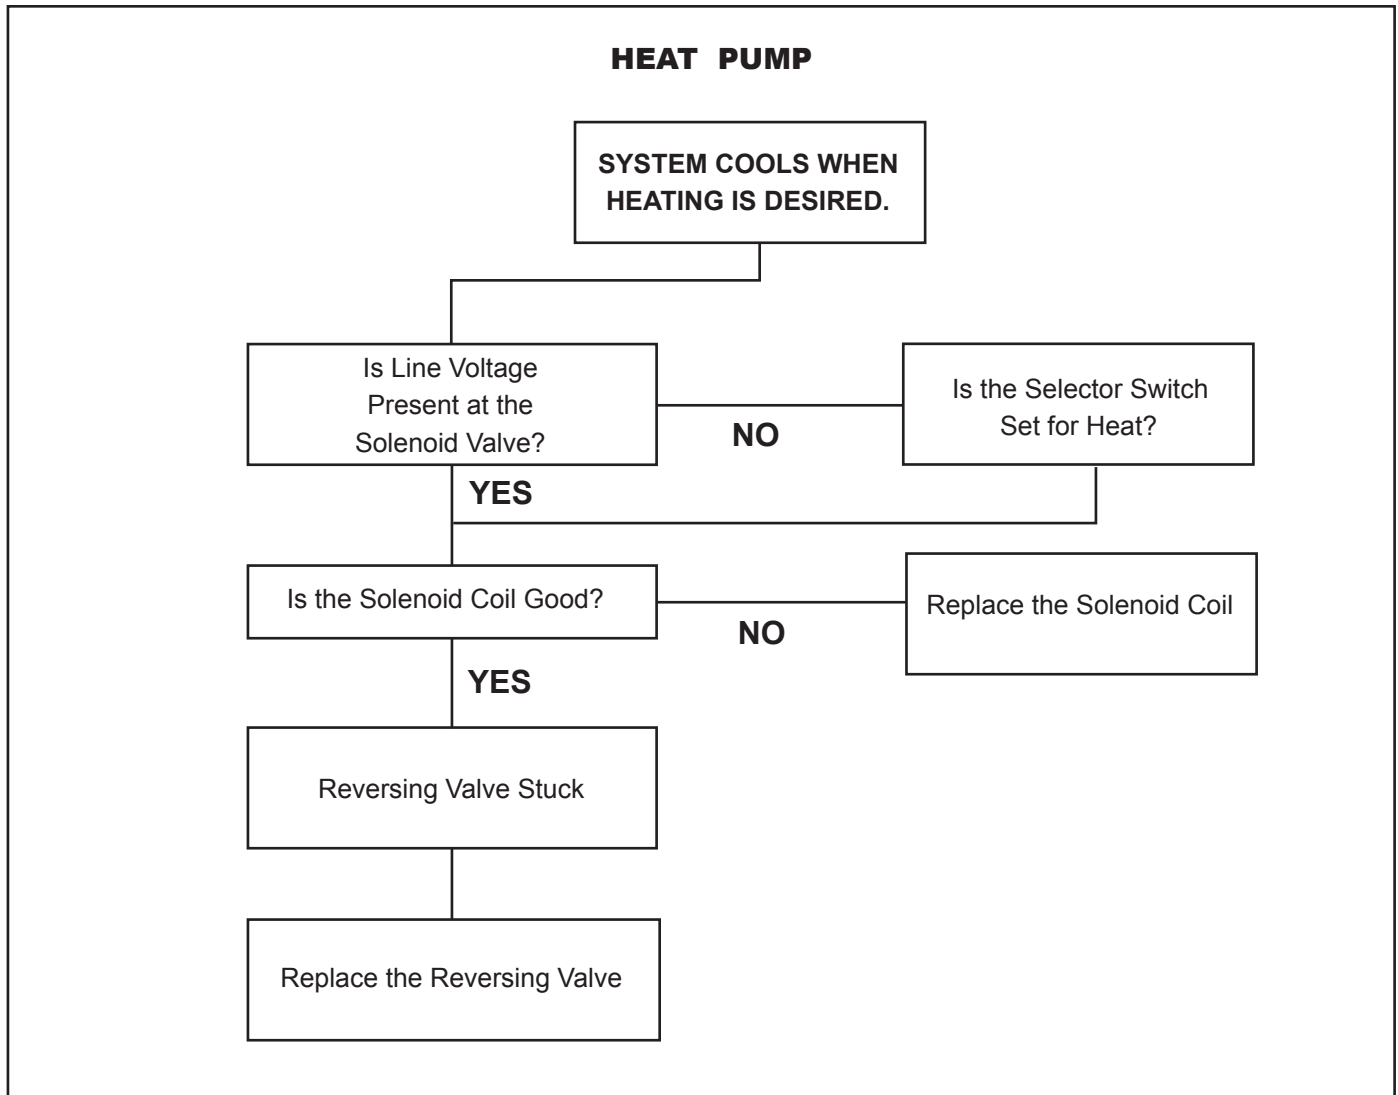 HEAT PUMP
SYSTEM COOLS WHEN
HEATING IS DESIRED.
Is Line Voltage
Present at the
Solenoid Valve?
NO
Is the Selector Switch
Set for Heat?
YES
Is the Solenoid Coil Good?
NO
Replace the Solenoid Coil
YES
Reversing Valve Stuck
Replace the Reversing Valve